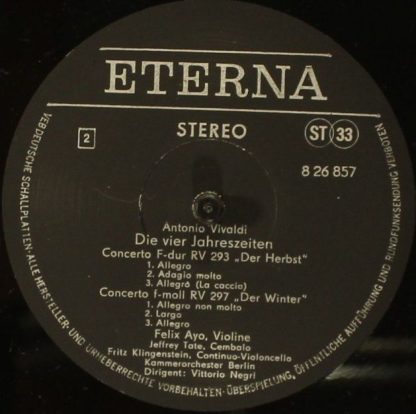 ETERNA
2
STEREO
ST 33
8 26 857
Antonio Vivaldi
Die vier Jahreszeiten
Concerto F-dur RV 293 „Der Herbst"
1. Allegro
2. Adagio molto
3. Allegro (La caccia)
Concerto f-moll RV 297 „Der Winter"
1. Allegro non molto
2. Largo
3. Allegro
Felix Ayo, Violine
Jeffrey Tate, Cembalo
Fritz Klingenstein, Continuo-Violoncello
Kammerorchester Berlin
Dirigent: Vittorio Negri
VEB DEUTSCHE SCHALLPLATTEN·ALLE HERSTELLER- UND URHEBERRECHTE VORBEHALTEN·ÜBERSPIELUNG, ÖFFENTLICHE AUFFÜHRUNG UND RUNDFUNKSENDUNG VERBOTEN